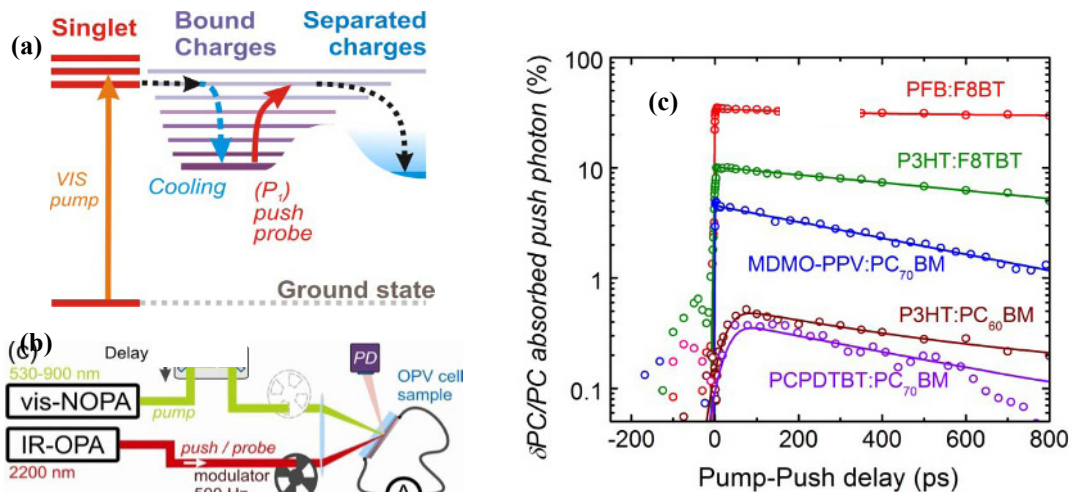 (a)
Singlet
Bound
Charges
Separated
charges
VIS
pump
Cooling
(P₁)
push
probe
Ground state
(b)
Delay
530-900 nm
vis-NOPA
pump
IR-OPA
2200 nm
push / probe
modulator
PD
OPV cell
sample
A
(c)
δPC/PC absorbed push photon (%)
10
1
0.1
PFB:F8BT
P3HT:F8TBT
MDMO-PPV:PC₇₀BM
P3HT:PC₆₀BM
PCPDTBT:PC₇₀BM
-200 0 200 400 600 800
Pump-Push delay (ps)